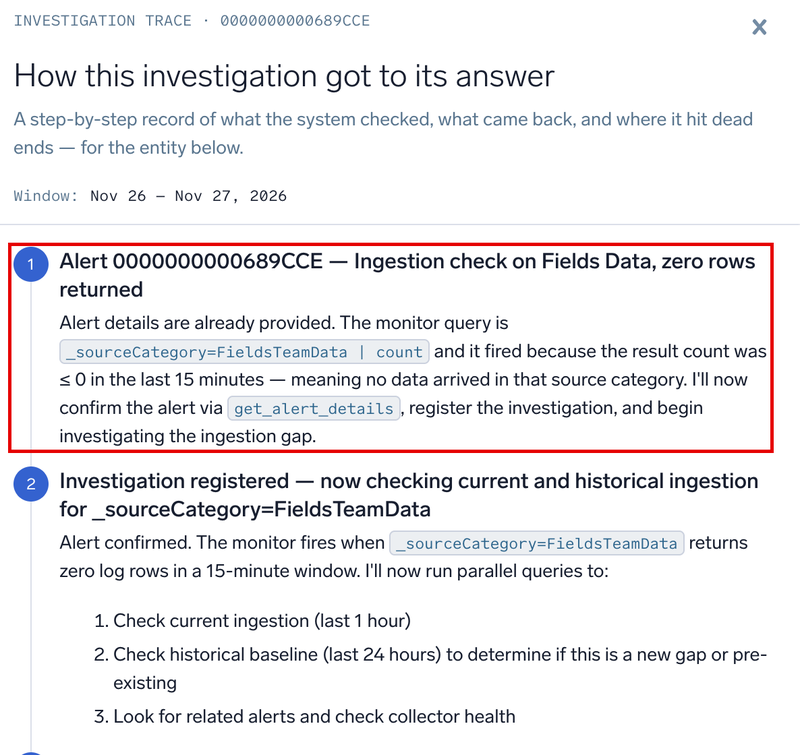 INVESTIGATION TRACE · 0000000000689CCE
X
How this investigation got to its answer
A step-by-step record of what the system checked, what came back, and where it hit dead
ends — for the entity below.
Window: Nov 26 – Nov 27, 2026
1
Alert 0000000000689CCE — Ingestion check on Fields Data, zero rows
returned
Alert details are already provided. The monitor query is
_sourceCategory=FieldsTeamData | count and it fired because the result count was
≤ 0 in the last 15 minutes — meaning no data arrived in that source category. I'll now
confirm the alert via get_alert_details, register the investigation, and begin
investigating the ingestion gap.
2
Investigation registered — now checking current and historical ingestion
for _sourceCategory=FieldsTeamData
Alert confirmed. The monitor fires when _sourceCategory=FieldsTeamData returns
zero log rows in a 15-minute window. I'll now run parallel queries to:
1. Check current ingestion (last 1 hour)
2. Check historical baseline (last 24 hours) to determine if this is a new gap or pre-
existing
3. Look for related alerts and check collector health